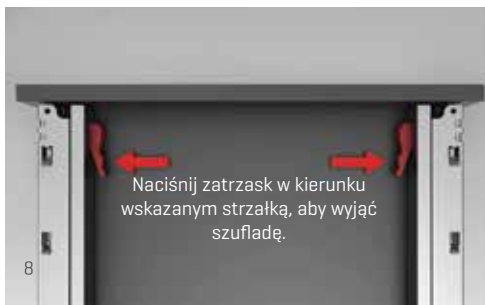 Naciśnij zatrzask w kierunku
wskazanym strzałką, aby wyjąć
szufladę.
8